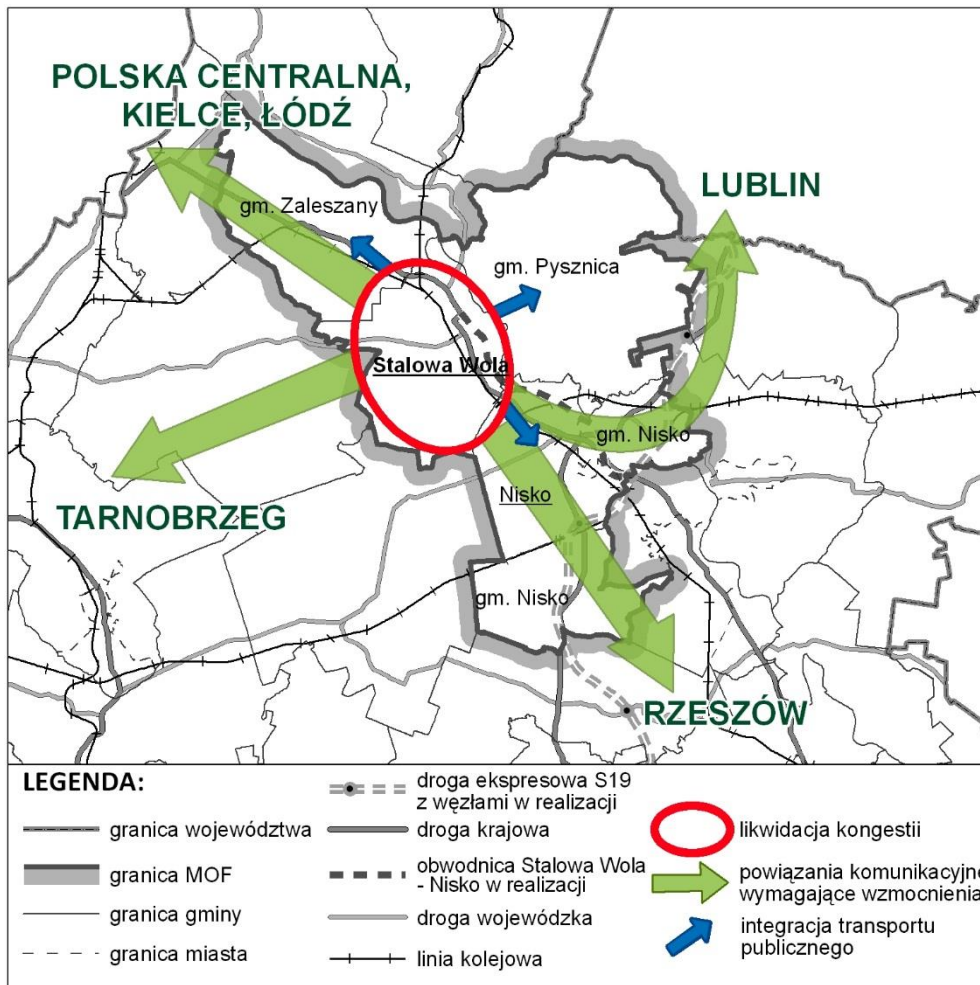 POLSKA CENTRALNA,
KIELCE, ŁÓDŹ
LUBLIN
gm. Zaleszany
gm. Pysznica
Stalowa Wola
gm. Nisko
Nisko
TARNOBRZEG
gm. Nisko
RZESZÓW
LEGENDA:
granica województwa
granica MOF
granica gminy
granica miasta
droga ekspresowa S19
z węzłami w realizacji
droga krajowa
obwodnica Stalowa Wola
- Nisko w realizacji
droga wojewódzka
linia kolejowa
likwidacja kongestii
powiązania komunikacyjne
wymagające wzmocnienia
integracja transportu
publicznego